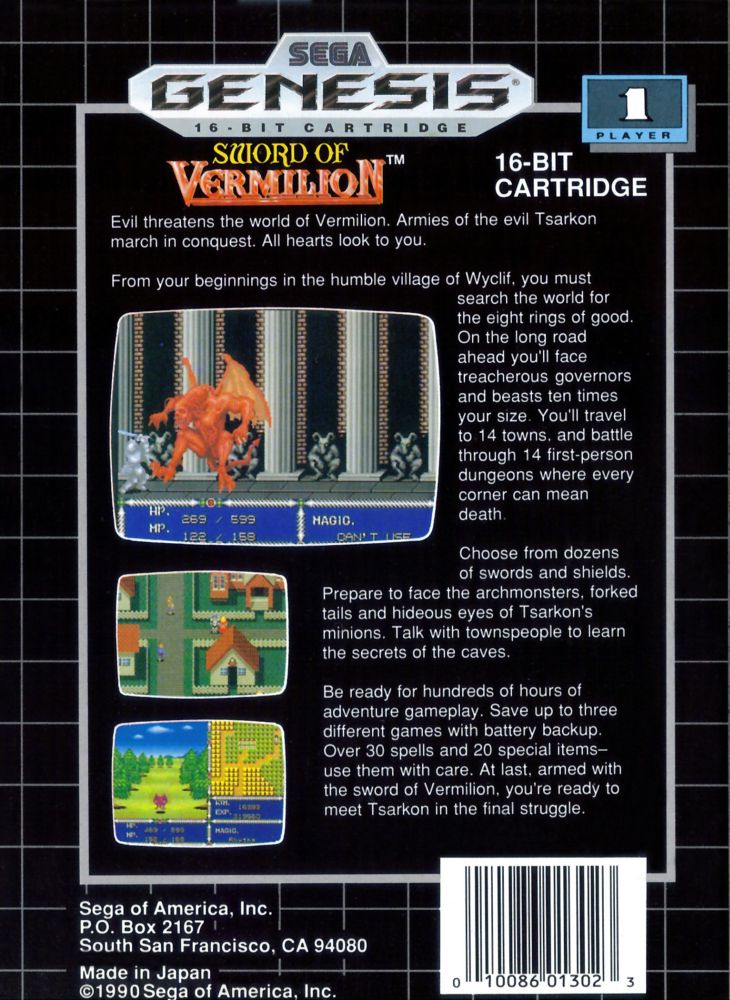 SEGA
GENESIS®
16-BIT CARTRIDGE
1
PLAYER
SWORD OF
VERMILION™
16-BIT
CARTRIDGE
Evil threatens the world of Vermilion. Armies of the evil Tsarkon
march in conquest. All hearts look to you.
From your beginnings in the humble village of Wyclif, you must
search the world for
the eight rings of good.
On the long road
ahead you'll face
treacherous governors
and beasts ten times
your size. You'll travel
to 14 towns, and battle
through 14 first-person
dungeons where every
corner can mean
death.
HP.
269 / 599
MP.
122 / 168
MAGIC.
CAN'T USE
Choose from dozens
of swords and shields.
Prepare to face the archmonsters, forked
tails and hideous eyes of Tsarkon's
minions. Talk with townspeople to learn
the secrets of the caves.
Be ready for hundreds of hours of
adventure gameplay. Save up to three
different games with battery backup.
Over 30 spells and 20 special items–
use them with care. At last, armed with
the sword of Vermilion, you're ready to
meet Tsarkon in the final struggle.
KIM.
EXP.
HP.
MP.
MAGIC.
Sega of America, Inc.
P.O. Box 2167
South San Francisco, CA 94080
Made in Japan
©1990 Sega of America, Inc.
0 10086 01302 3